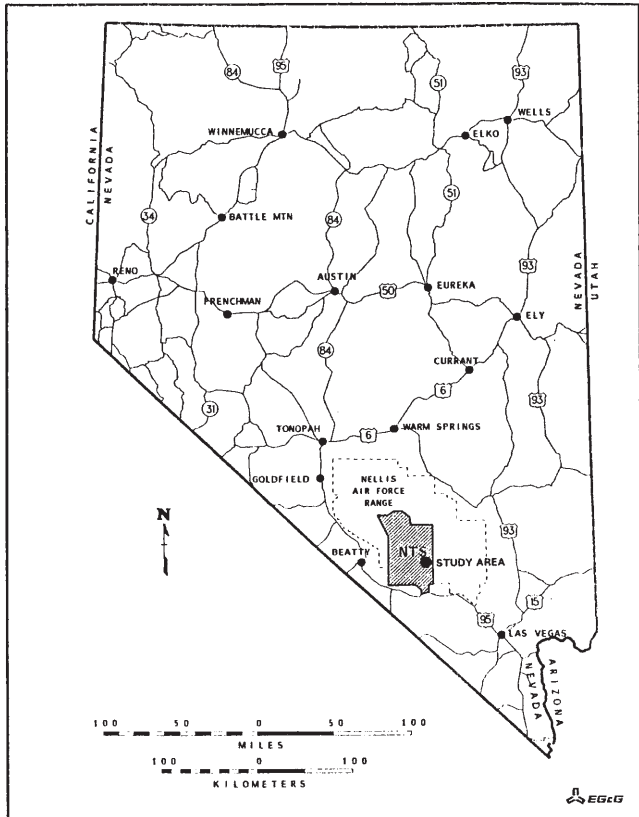 84
95
51
93
WELLS
WINNEMUCCA
ELKO
CALIFORNIA
NEVADA
51
34
BATTLE MTN
84
93
NEVADA
UTAH
RENO
AUSTIN
EUREKA
50
FRENCHMAN
ELY
84
CURRANT
6
93
31
TONOPAH
6
WARM SPRINGS
GOLDFIELD
NELLIS
AIR FORCE
RANGE
N
93
NTS
BEATTY
STUDY AREA
15
95
LAS VEGAS
NEVADA
ARIZONA
100 50 0 50 100
MILES
100 0 100
KILOMETERS
EG&G